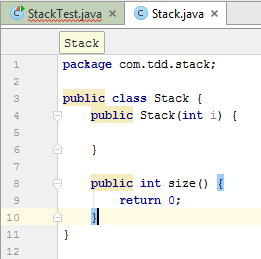 StackTest.java × Stack.java ×
Stack
1 package com.tdd.stack;
2
3 public class Stack {
4 public Stack(int i) {
5
6 }
7
8 public int size() {
9 return 0;
10 }
11 }
12